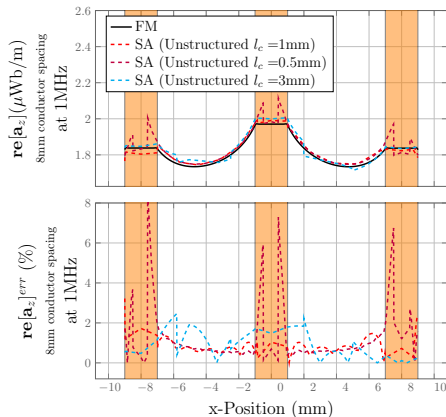 re[a_z](μWb/m)
8mm conductor spacing
at 1MHz
FM
SA (Unstructured l_c =1mm)
SA (Unstructured l_c =0.5mm)
SA (Unstructured l_c =3mm)
2.6
2.4
2.2
2
1.8
re[a_z]^err (%)
8mm conductor spacing
at 1MHz
8
6
4
2
0
−10 −8 −6 −4 −2 0 2 4 6 8 10
x-Position (mm)